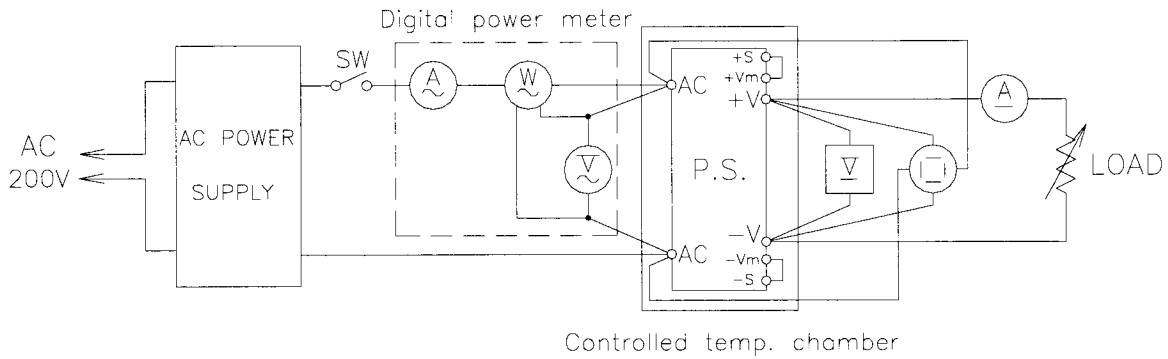 Digital power meter
SW
A
W
AC
+S
+Vm
+V
A
AC
200V
AC POWER
SUPPLY
V
P.S.
V
LOAD
-V
AC
-Vm
-S
Controlled temp. chamber